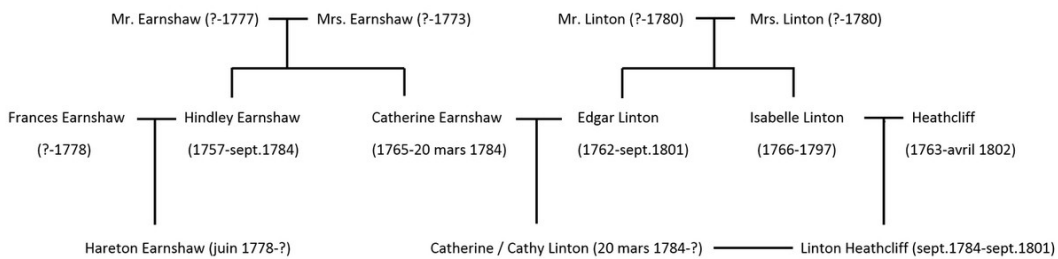 Mr. Earnshaw (?-1777) Mrs. Earnshaw (?-1773) Mr. Linton (?-1780) Mrs. Linton (?-1780)
Frances Earnshaw Hindley Earnshaw Catherine Earnshaw Edgar Linton Isabelle Linton Heathcliff
(?-1778) (1757-sept.1784) (1765-20 mars 1784) (1762-sept.1801) (1766-1797) (1763-avril 1802)
Hareton Earnshaw (juin 1778-?) Catherine / Cathy Linton (20 mars 1784-?) Linton Heathcliff (sept.1784-sept.1801)